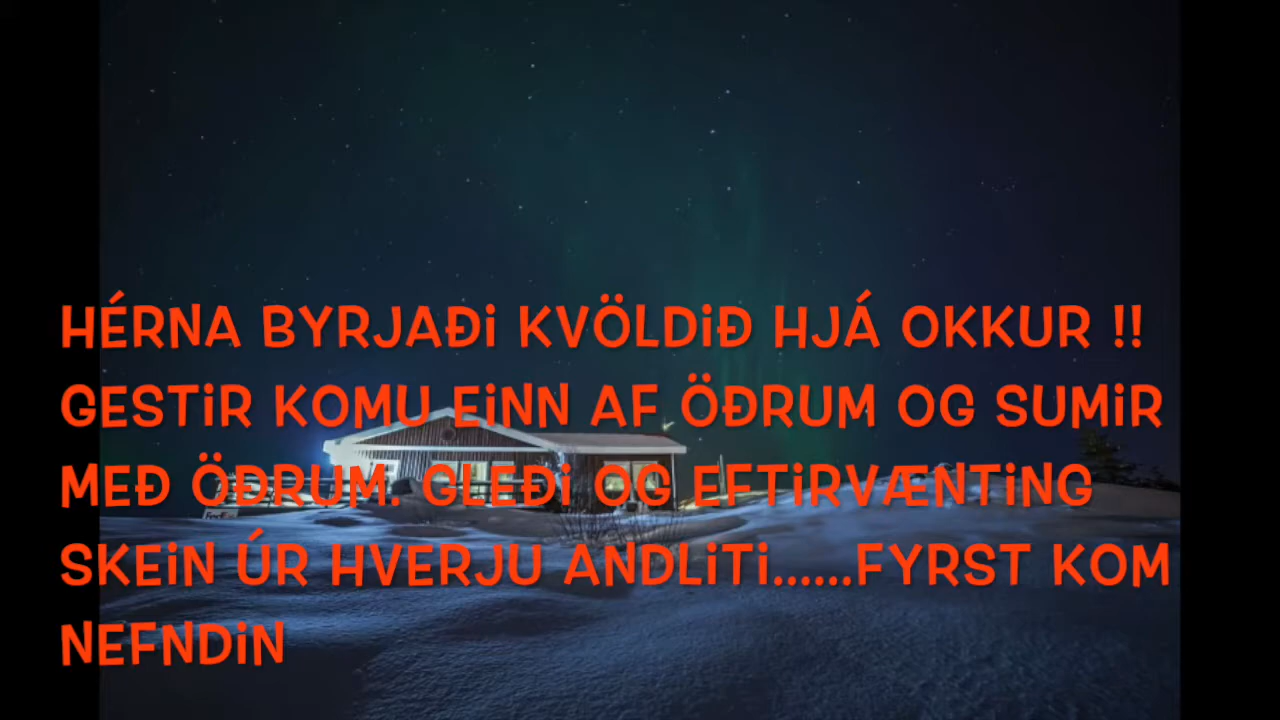 HÉRNA BYRJAÐi KVÖLDiÐ HJÁ OKKUR !!
GESTiR KOMU EiNN AF ÖÐRUM OG SUMiR
MEÐ ÖÐRUM. GLEÐi OG EFTiRVÆNTiNG
SKEiN ÚR HVERJU ANDLiTi......FYRST KOM
NEFNDiN